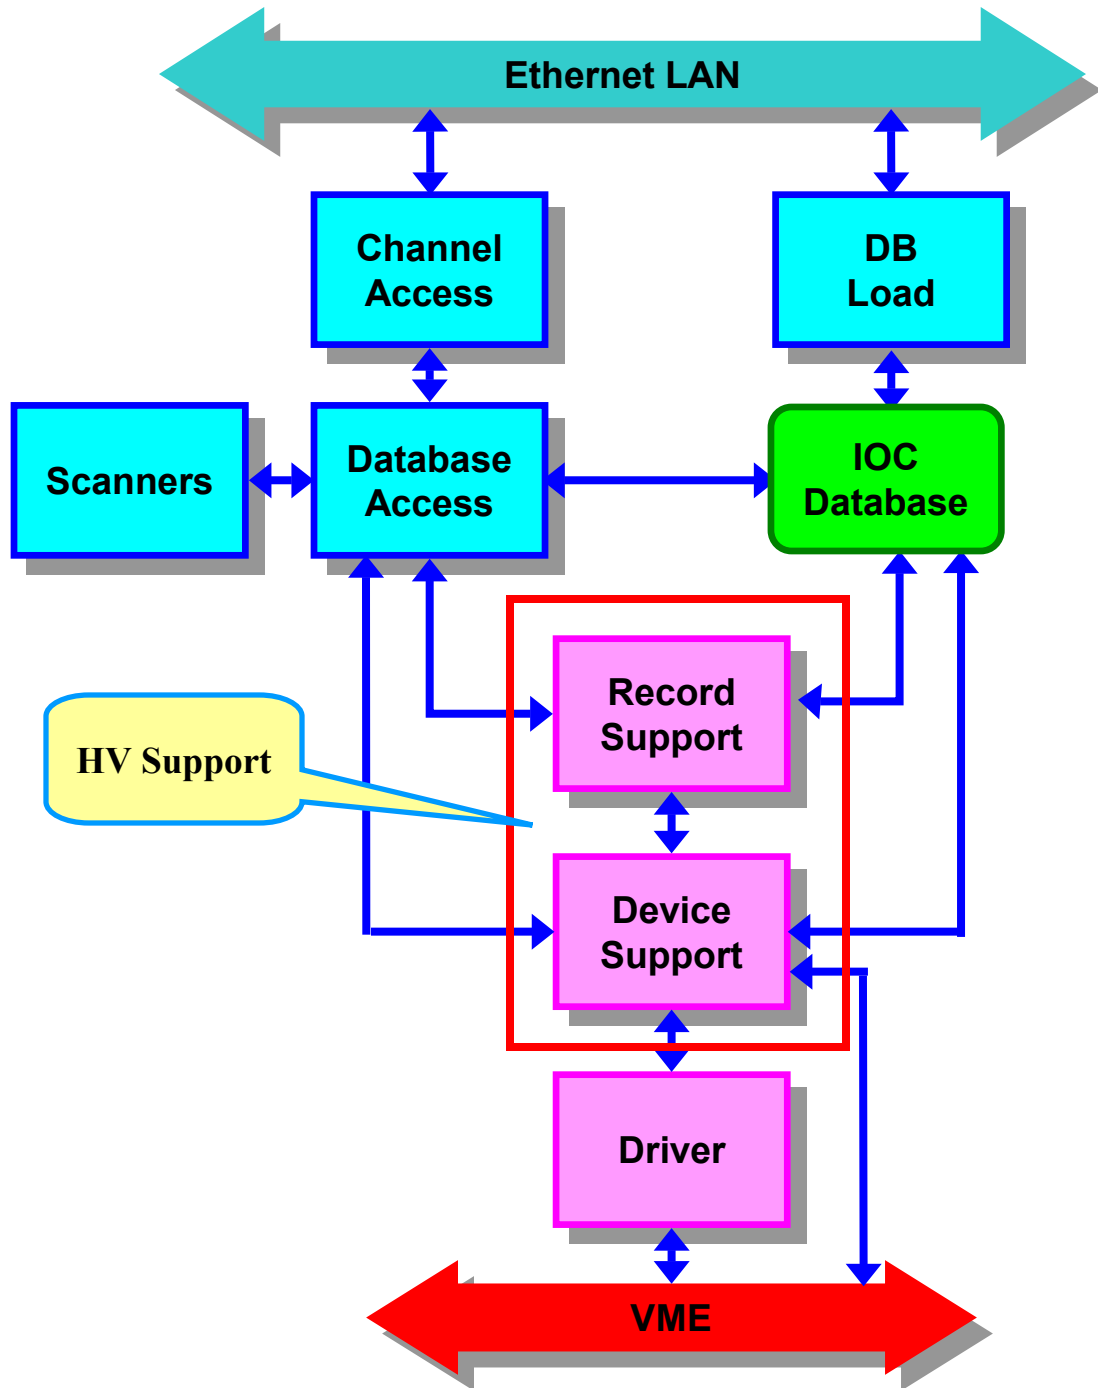 Ethernet LAN
Channel
Access
DB
Load
Scanners
Database
Access
IOC
Database
Record
Support
HV Support
Device
Support
Driver
VME